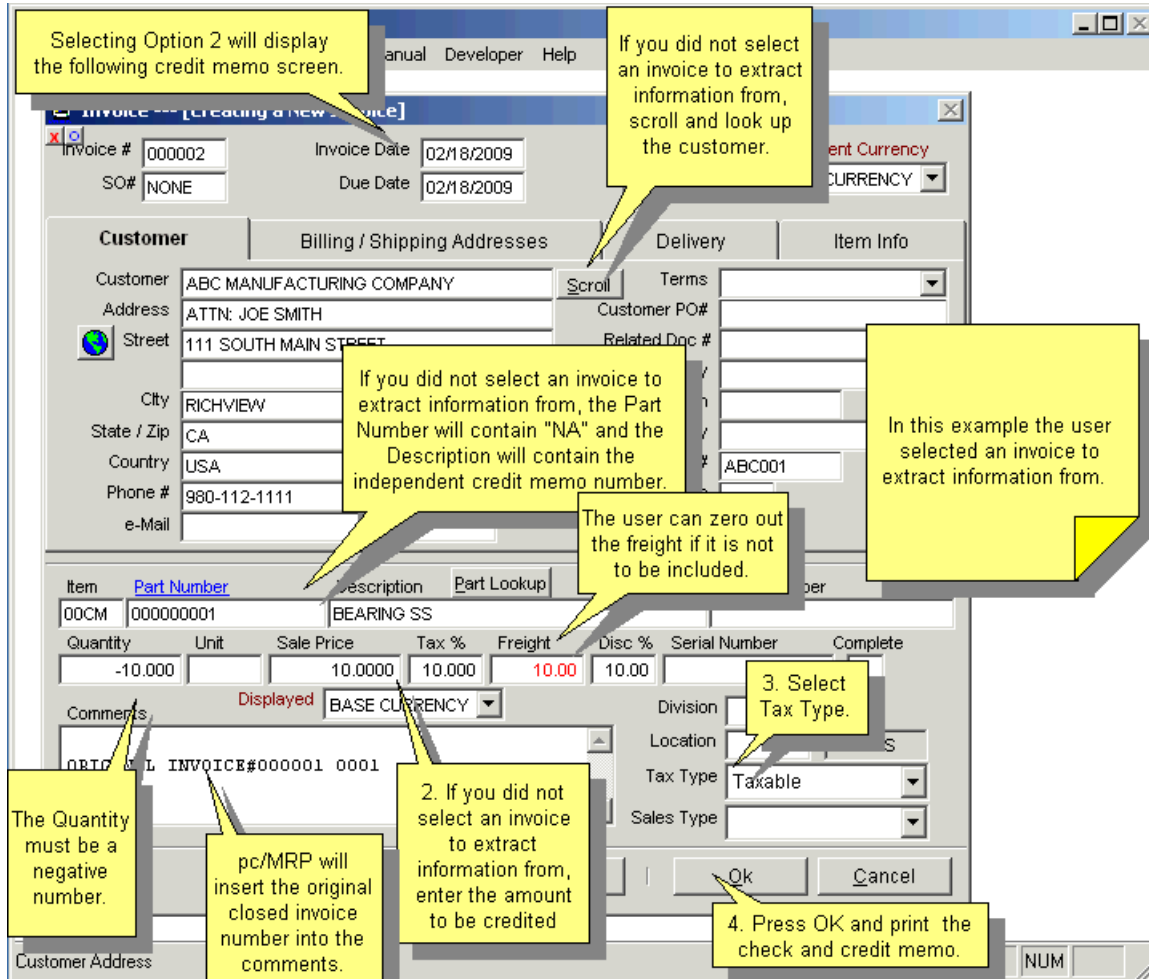 Selecting Option 2 will display
the following credit memo screen.
Developer Help
If you did not select
an invoice to extract
information from,
scroll and look up
the customer.
Invoice # 000002
Invoice Date 02/18/2009
Currency
SO# NONE
Due Date 02/18/2009
CURRENCY
Customer
Billing / Shipping Addresses
Delivery
Item Info
Customer ABC MANUFACTURING COMPANY
Scroll
Terms
Address ATTN: JOE SMITH
Customer PO#
Street 111 SOUTH MAIN STREET
Related Doc #
City RICHVIEW
State / Zip CA
Country USA
# ABC001
Phone # 980-112-1111
e-Mail
If you did not select an invoice to
extract information from, the Part
Number will contain "NA" and the
Description will contain the
independent credit memo number.
In this example the user
selected an invoice to
extract information from.
The user can zero out
the freight if it is not
to be included.
Item Part Number Description Part Lookup
00CM 000000001 BEARING SS
Quantity Unit Sale Price Tax % Freight Disc % Serial Number Complete
-10.000 10.0000 10.000 10.00 10.00
Displayed BASE CURRENCY
Comments
Division
3. Select
Tax Type.
Location
INVOICE#000001 0001
Tax Type Taxable
Sales Type
The Quantity
must be a
negative
number.
pc/MRP will
insert the original
closed invoice
number into the
comments.
2. If you did not
select an invoice
to extract
information from,
enter the amount
to be credited
Ok
Cancel
4. Press OK and print the
check and credit memo.
Customer Address
NUM